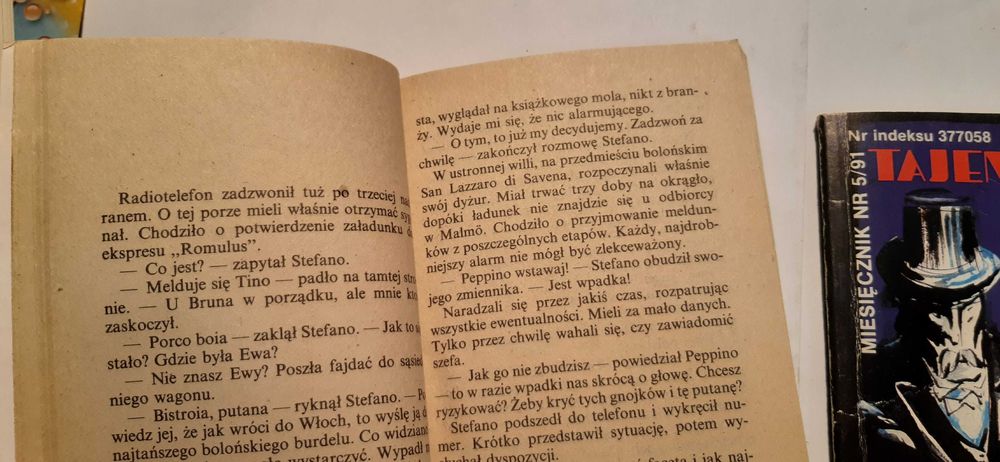 Radiotelefon zadzwonił tuż po trzeciej
ranem. O tej porze mieli właśnie otrzymać
nał. Chodziło o potwierdzenie załadunku
ekspresu „Romulus”.
— Co jest? — zapytał Stefano.
— Melduje się Tino — padło na tamtej
nie. — U Bruna w porządku, ale mnie
zaskoczył.
— Porco boia — zaklął Stefano. — Jak to
stało? Gdzie była Ewa?
— Nie znasz Ewy? Poszła fajdać do
niego wagonu.
— Bistroia, putana — ryknął Stefano. —
wiedz jej, że jak wróci do Włoch, to wyślę ją
najtańszego bolońskiego burdelu. Co
wystarczyć. Wypadł
sta, wyglądał na książkowego mola, nikt z bran-
ży. Wydaje mi się, że nic alarmującego.
— O tym, to już my decydujemy. Zadzwoń za
chwilę — zakończył rozmowę Stefano.
W ustronnej willi, na przedmieściu bolońskim
San Lazzaro di Savena, rozpoczynali właśnie
swój dyżur. Miał trwać trzy doby na okrągło,
dopóki ładunek nie znajdzie się u odbiorcy
w Malmö. Chodziło o przyjmowanie meldun-
ków z poszczególnych etapów. Każdy, najdrob-
niejszy alarm nie mógł być zlekceważony.
— Peppino wstawaj! — Stefano obudził swo-
jego zmiennika. — Jest wpadka!
Naradzali się przez jakiś czas, rozpatrując
wszystkie ewentualności. Mieli za mało danych.
Tylko przez chwilę wahali się, czy zawiadomić
szefa.
— Jak go nie zbudzisz — powiedział Peppino
— to w razie wpadki nas skrócą o głowę. Chcesz
ryzykować? Żeby kryć tych gnojków i tę putanę?
Stefano podszedł do telefonu i wykręcił nu-
mer. Krótko przedstawił sytuację, potem wy-
słuchał dyspozycji.
faceta i jak naj-
Nr indeksu 377058
TAJEM
MIESIĘCZNIK NR 5/91